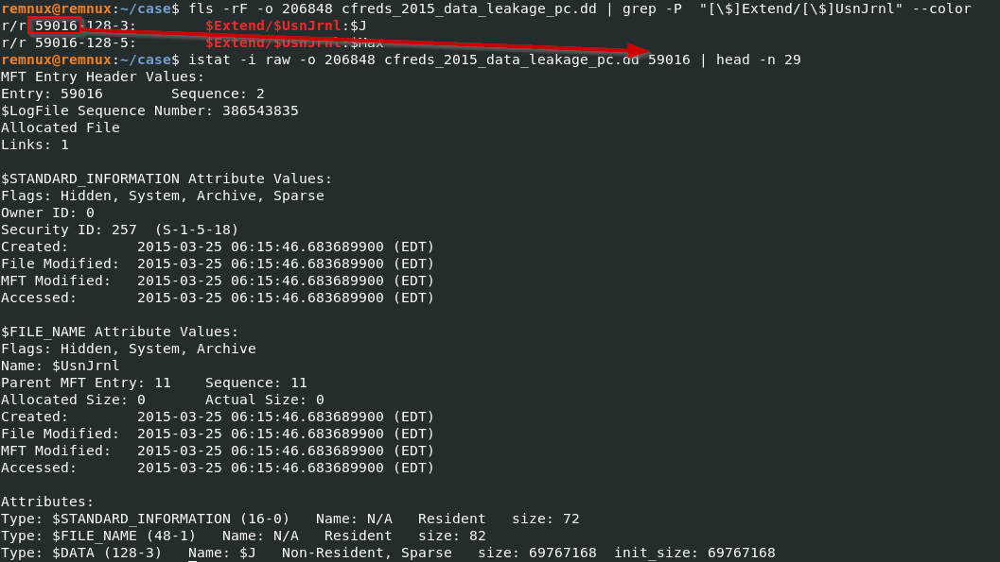 remnux@remnux:~/case$ fls -rF -o 206848 cfreds_2015_data_leakage_pc.dd | grep -P  "[\$]Extend/[\$]UsnJrnl" --color
r/r 59016-128-3:        $Extend/$UsnJrnl:$J
r/r 59016-128-5:        $Extend/$UsnJrnl:$Max
remnux@remnux:~/case$ istat -i raw -o 206848 cfreds_2015_data_leakage_pc.dd 59016 | head -n 29
MFT Entry Header Values:
Entry: 59016        Sequence: 2
$LogFile Sequence Number: 386543835
Allocated File
Links: 1

$STANDARD_INFORMATION Attribute Values:
Flags: Hidden, System, Archive, Sparse
Owner ID: 0
Security ID: 257  (S-1-5-18)
Created:        2015-03-25 06:15:46.683689900 (EDT)
File Modified:  2015-03-25 06:15:46.683689900 (EDT)
MFT Modified:   2015-03-25 06:15:46.683689900 (EDT)
Accessed:       2015-03-25 06:15:46.683689900 (EDT)

$FILE_NAME Attribute Values:
Flags: Hidden, System, Archive
Name: $UsnJrnl
Parent MFT Entry: 11    Sequence: 11
Allocated Size: 0       Actual Size: 0
Created:        2015-03-25 06:15:46.683689900 (EDT)
File Modified:  2015-03-25 06:15:46.683689900 (EDT)
MFT Modified:   2015-03-25 06:15:46.683689900 (EDT)
Accessed:       2015-03-25 06:15:46.683689900 (EDT)

Attributes:
Type: $STANDARD_INFORMATION (16-0)   Name: N/A   Resident   size: 72
Type: $FILE_NAME (48-1)   Name: N/A   Resident   size: 82
Type: $DATA (128-3)   Name: $J   Non-Resident, Sparse   size: 69767168  init_size: 69767168